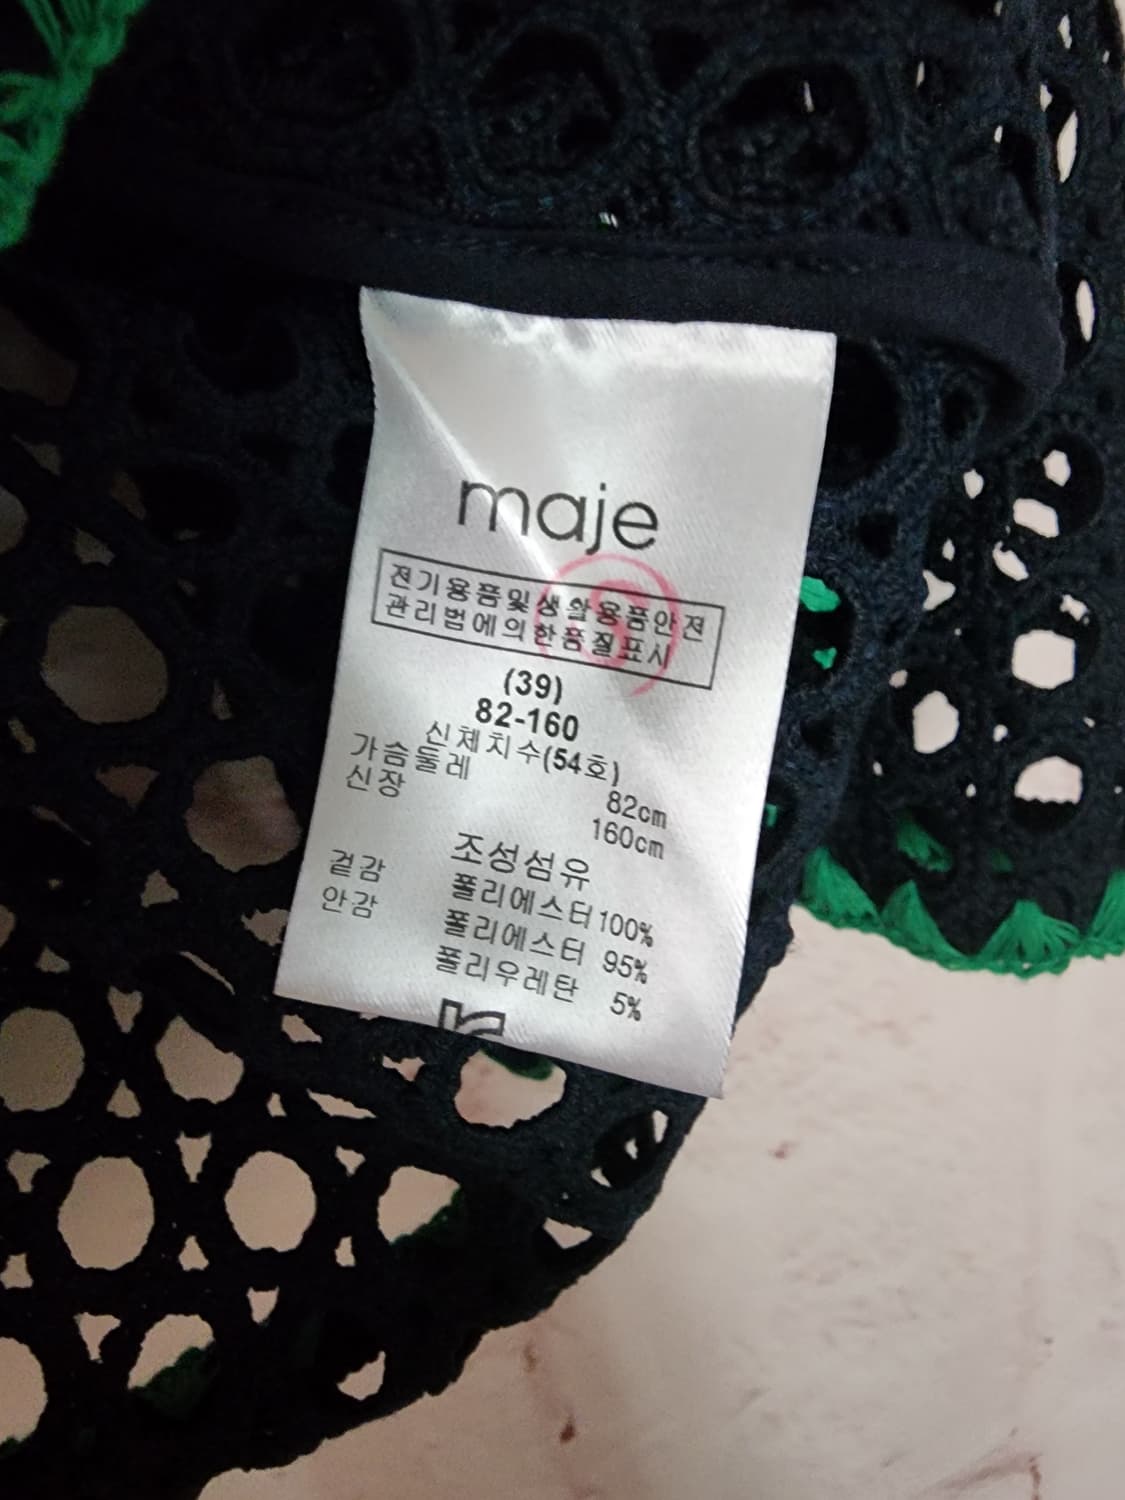 maje
전기용품및생활용품안전
관리법에의한품질표시
(39)
82-160
신체치수(54호)
가슴둘레 82cm
신장 160cm
조성섬유
겉감 폴리에스터 100%
안감 폴리에스터 95%
폴리우레탄 5%